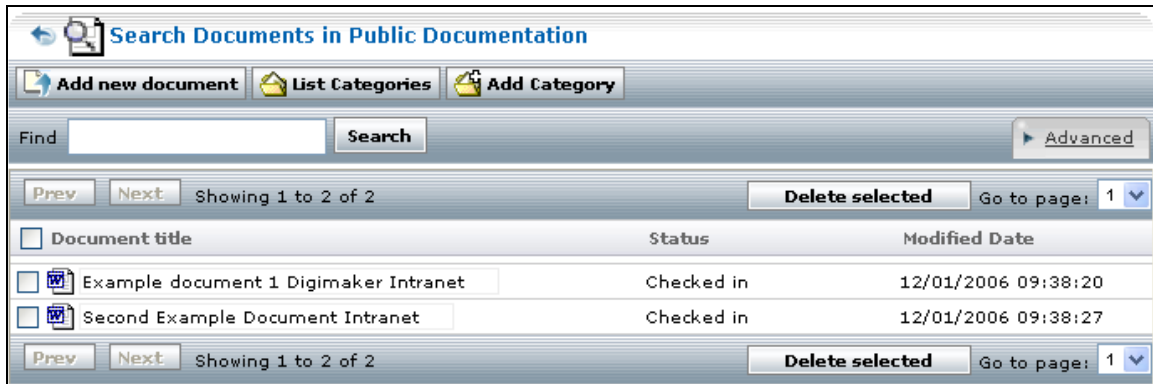 Search Documents in Public Documentation
Add new document List Categories Add Category
Find Search Advanced
Prev Next Showing 1 to 2 of 2 Delete selected Go to page: 1
Document title Status Modified Date
Example document 1 Digimaker Intranet Checked in 12/01/2006 09:38:20
Second Example Document Intranet Checked in 12/01/2006 09:38:27
Prev Next Showing 1 to 2 of 2 Delete selected Go to page: 1